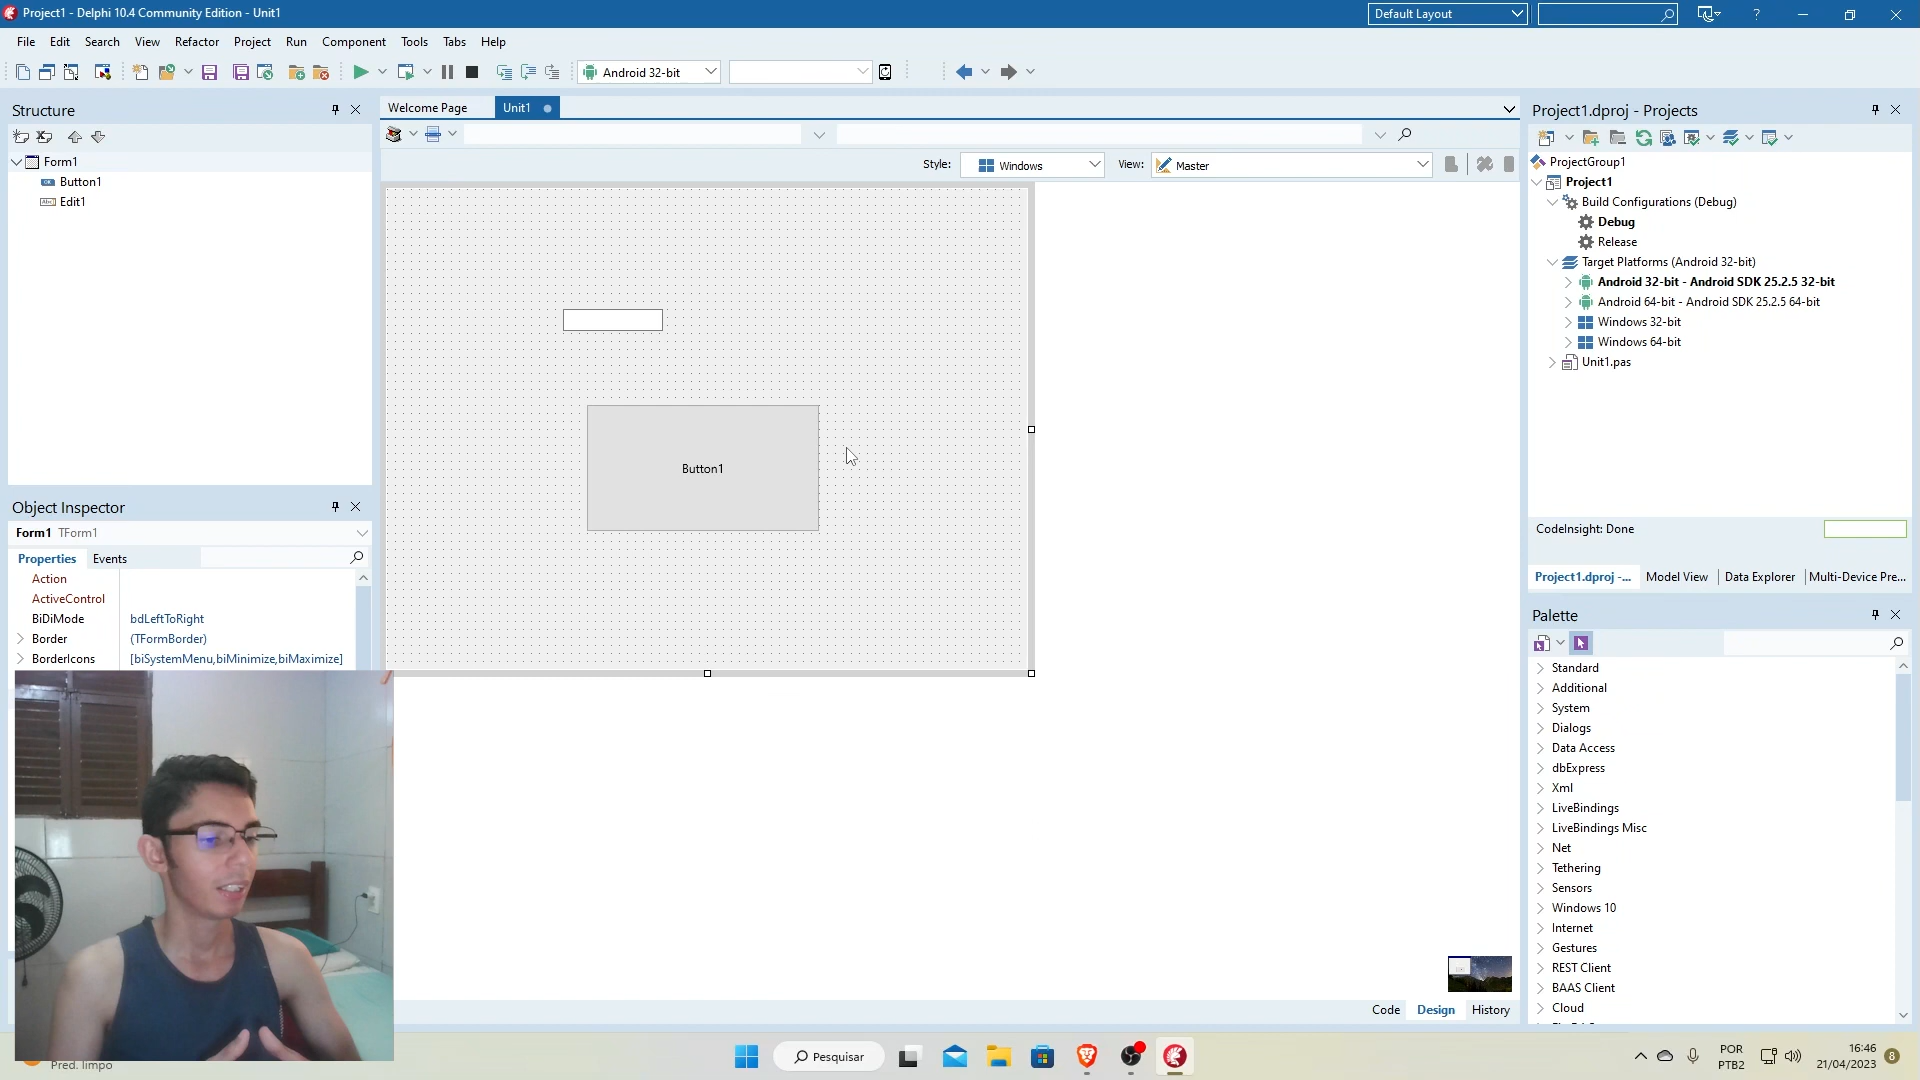 Project1 - Delphi 10.4 Community Edition - Unit1
Default Layout
File Edit Search View Refactor Project Run Component Tools Tabs Help
Android 32-bit
Structure
Form1
Button1
Edit1
Object Inspector
Form1 TForm1
Properties Events
Action
ActiveControl
BiDiMode bdLeftToRight
Border (TFormBorder)
BorderIcons [biSystemMenu,biMinimize,biMaximize]
Welcome Page Unit1
Style: Windows View: Master
Button1
Code Design History
Project1.dproj - Projects
ProjectGroup1
Project1
Build Configurations (Debug)
Debug
Release
Target Platforms (Android 32-bit)
Android 32-bit - Android SDK 25.2.5 32-bit
Android 64-bit - Android SDK 25.2.5 64-bit
Windows 32-bit
Windows 64-bit
Unit1.pas
CodeInsight: Done
Project1.dproj -... Model View Data Explorer Multi-Device Pre...
Palette
Standard
Additional
System
Dialogs
Data Access
dbExpress
Xml
LiveBindings
LiveBindings Misc
Net
Tethering
Sensors
Windows 10
Internet
Gestures
REST Client
BAAS Client
Cloud
Pred. limpo
Pesquisar
POR
PTB2
16:46
21/04/2023
8